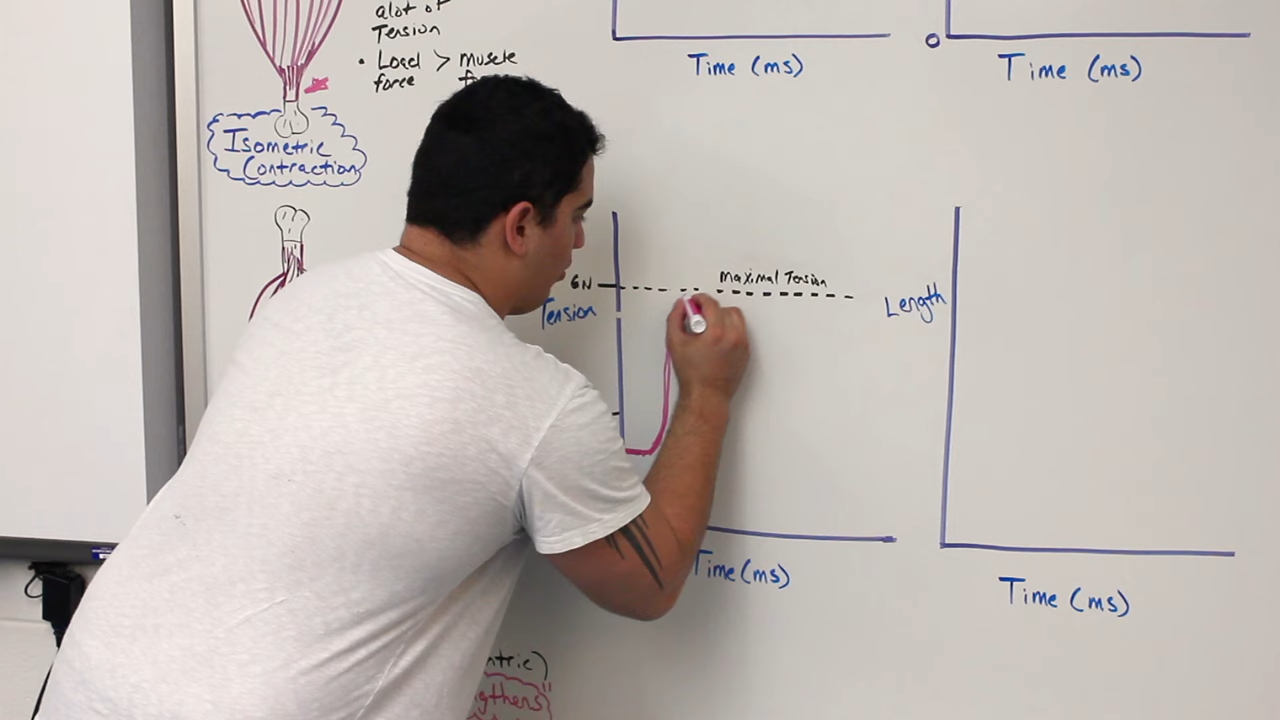 alot of
Tension
• Load > muscle
force
Isometric
Contraction
Time (ms)
O
Time (ms)
6N
maximal Tension
Tension
Length
Time (ms)
Time (ms)